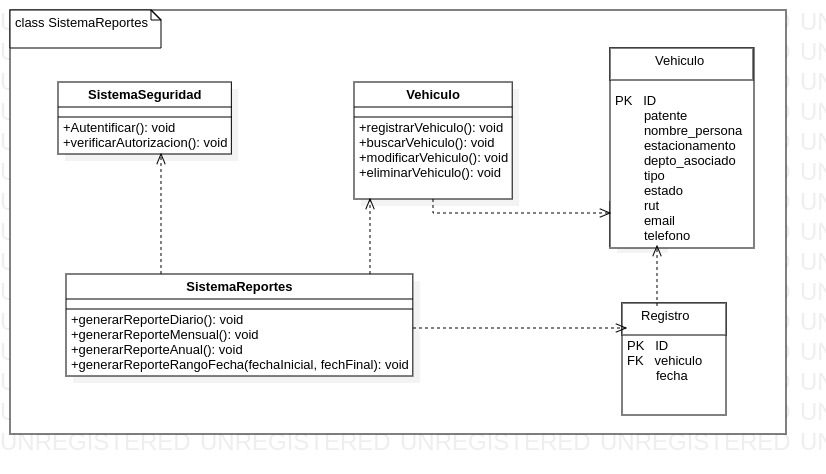 class SistemaReportes
SistemaSeguridad
+Autentificar(): void
+verificarAutorizacion(): void
Vehiculo
+registrarVehiculo(): void
+buscarVehiculo(): void
+modificarVehiculo(): void
+eliminarVehiculo(): void
Vehiculo
PK ID
patente
nombre_persona
estacionamento
depto_asociado
tipo
estado
rut
email
telefono
SistemaReportes
+generarReporteDiario(): void
+generarReporteMensual(): void
+generarReporteAnual(): void
+generarReporteRangoFecha(fechaInicial, fechFinal): void
Registro
PK ID
FK vehiculo
fecha
UNREGISTERED UNREGISTERED UNREGISTERED UNREGISTERED UN